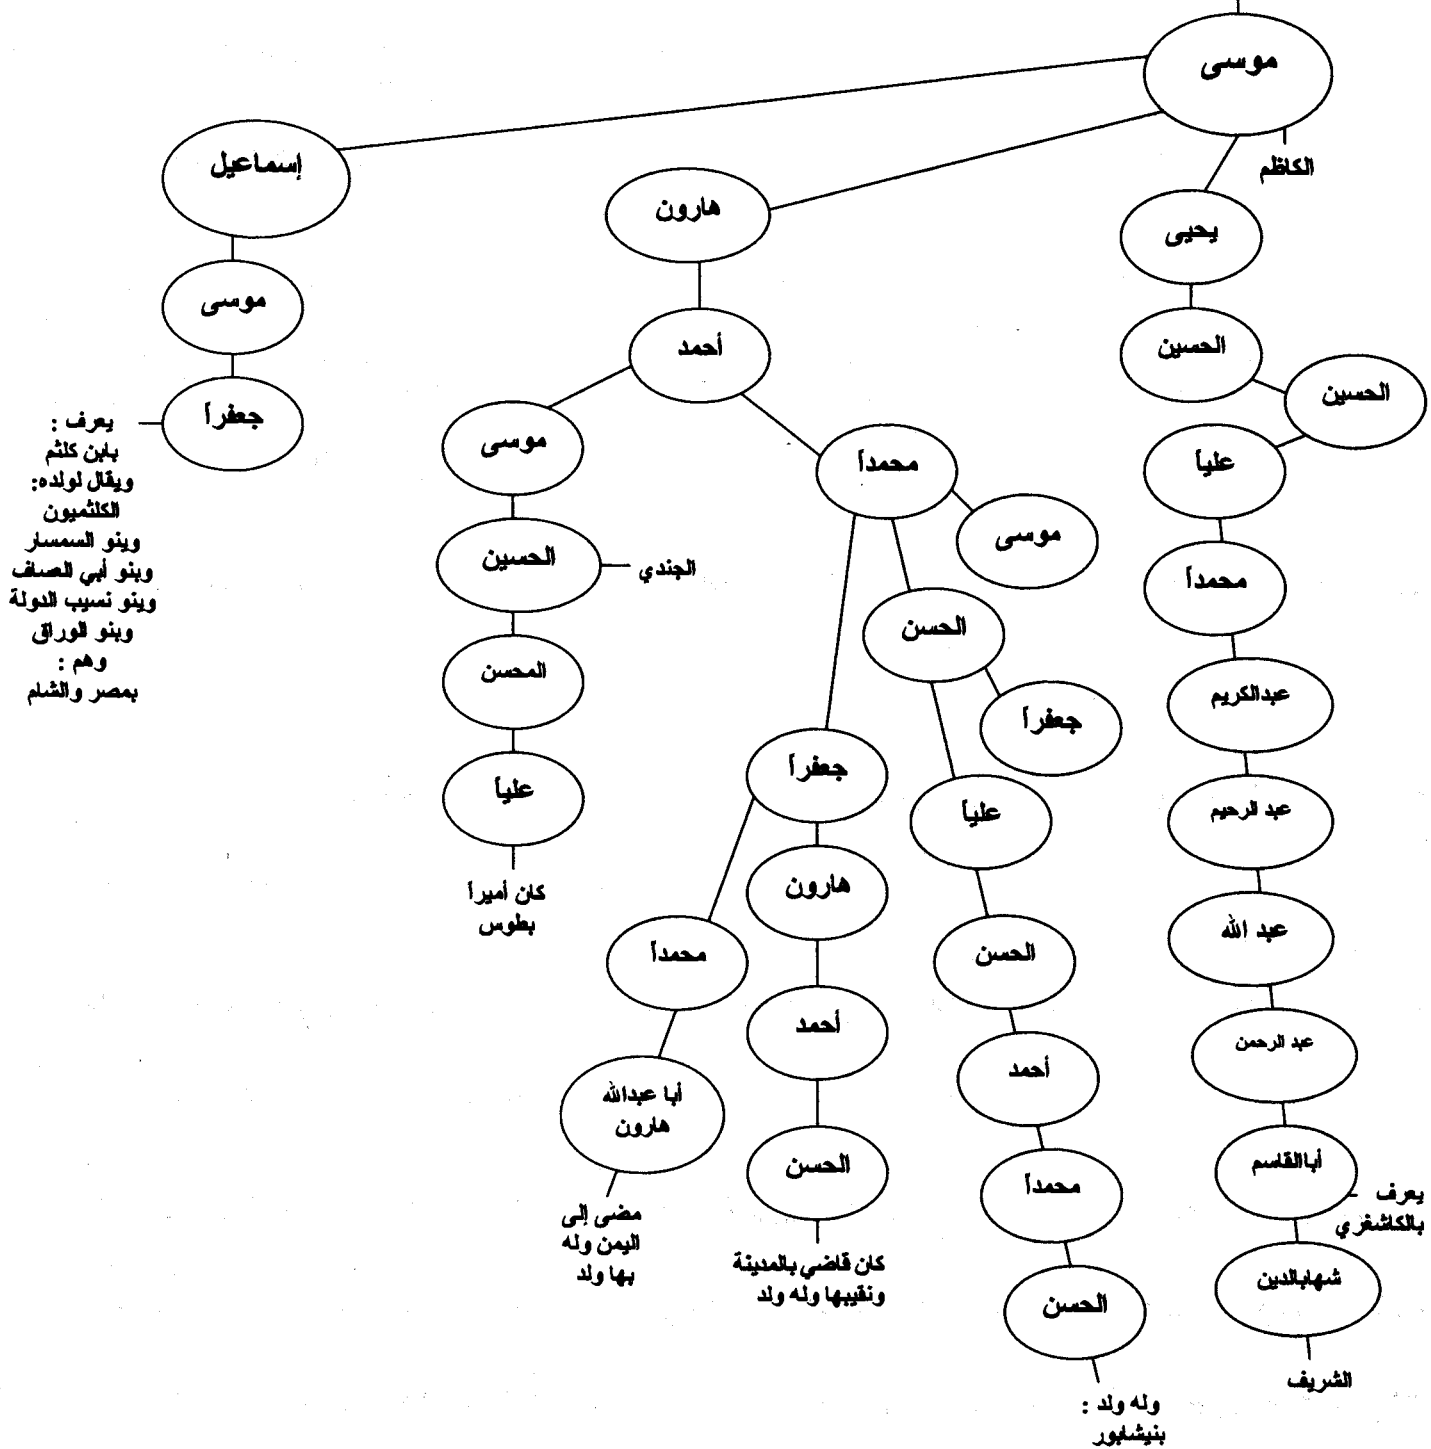 موسى
الكاظم
يحيى
الحسين
الحسين
علياً
محمداً
عبدالكريم
عبد الرحيم
عبد الله
عبد الرحمن
أباالقاسم
يعرف
بالكاشغري
شهابالدين
الشريف
هارون
أحمد
محمداً
موسى
الحسن
جعفراً
علياً
الحسن
أحمد
محمداً
الحسن
وله ولد :
بنيشابور
جعفراً
هارون
أحمد
الحسن
كان قاضي بالمدينة
ونقيبها وله ولد
محمداً
أبا عبدالله
هارون
مضى إلى
اليمن وله
بها ولد
موسى
الحسين
الجندي
المحسن
علياً
كان أميراً
بطوس
إسماعيل
موسى
جعفراً
يعرف :
بابن كلثم
ويقال لولده:
الكلثميون
وبنو السمسار
وبنو أبي العساف
وبنو نسيب الدولة
وبنو الوراق
وهم :
بمصر والشام